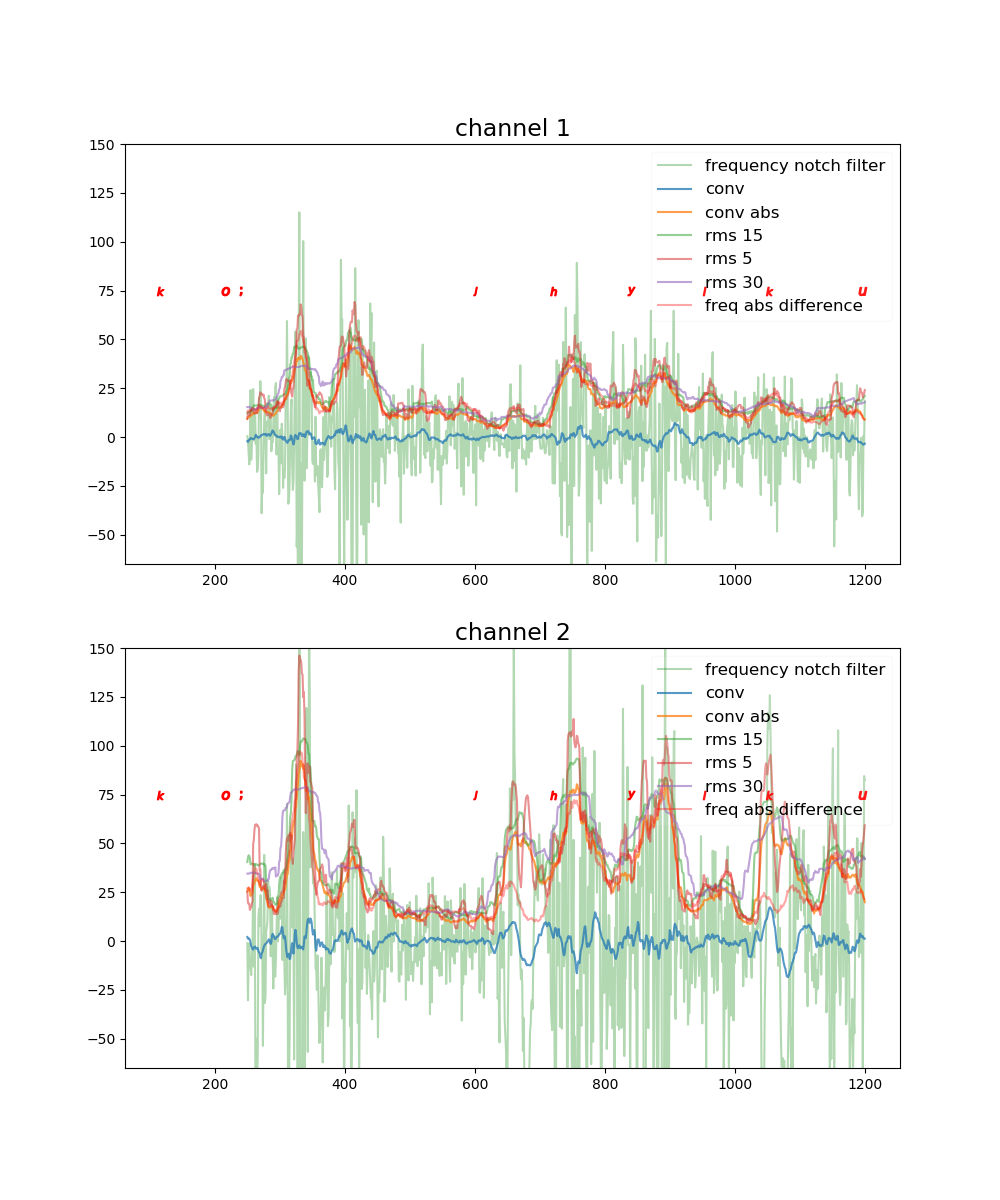 channel 1
150
125
100
75
50
25
0
−25
−50
frequency notch filter
conv
conv abs
rms 15
rms 5
rms 30
freq abs difference
k o ; j h y i k u
200 400 600 800 1000 1200
channel 2
150
125
100
75
50
25
0
−25
−50
frequency notch filter
conv
conv abs
rms 15
rms 5
rms 30
freq abs difference
k o ; j h y i k u
200 400 600 800 1000 1200